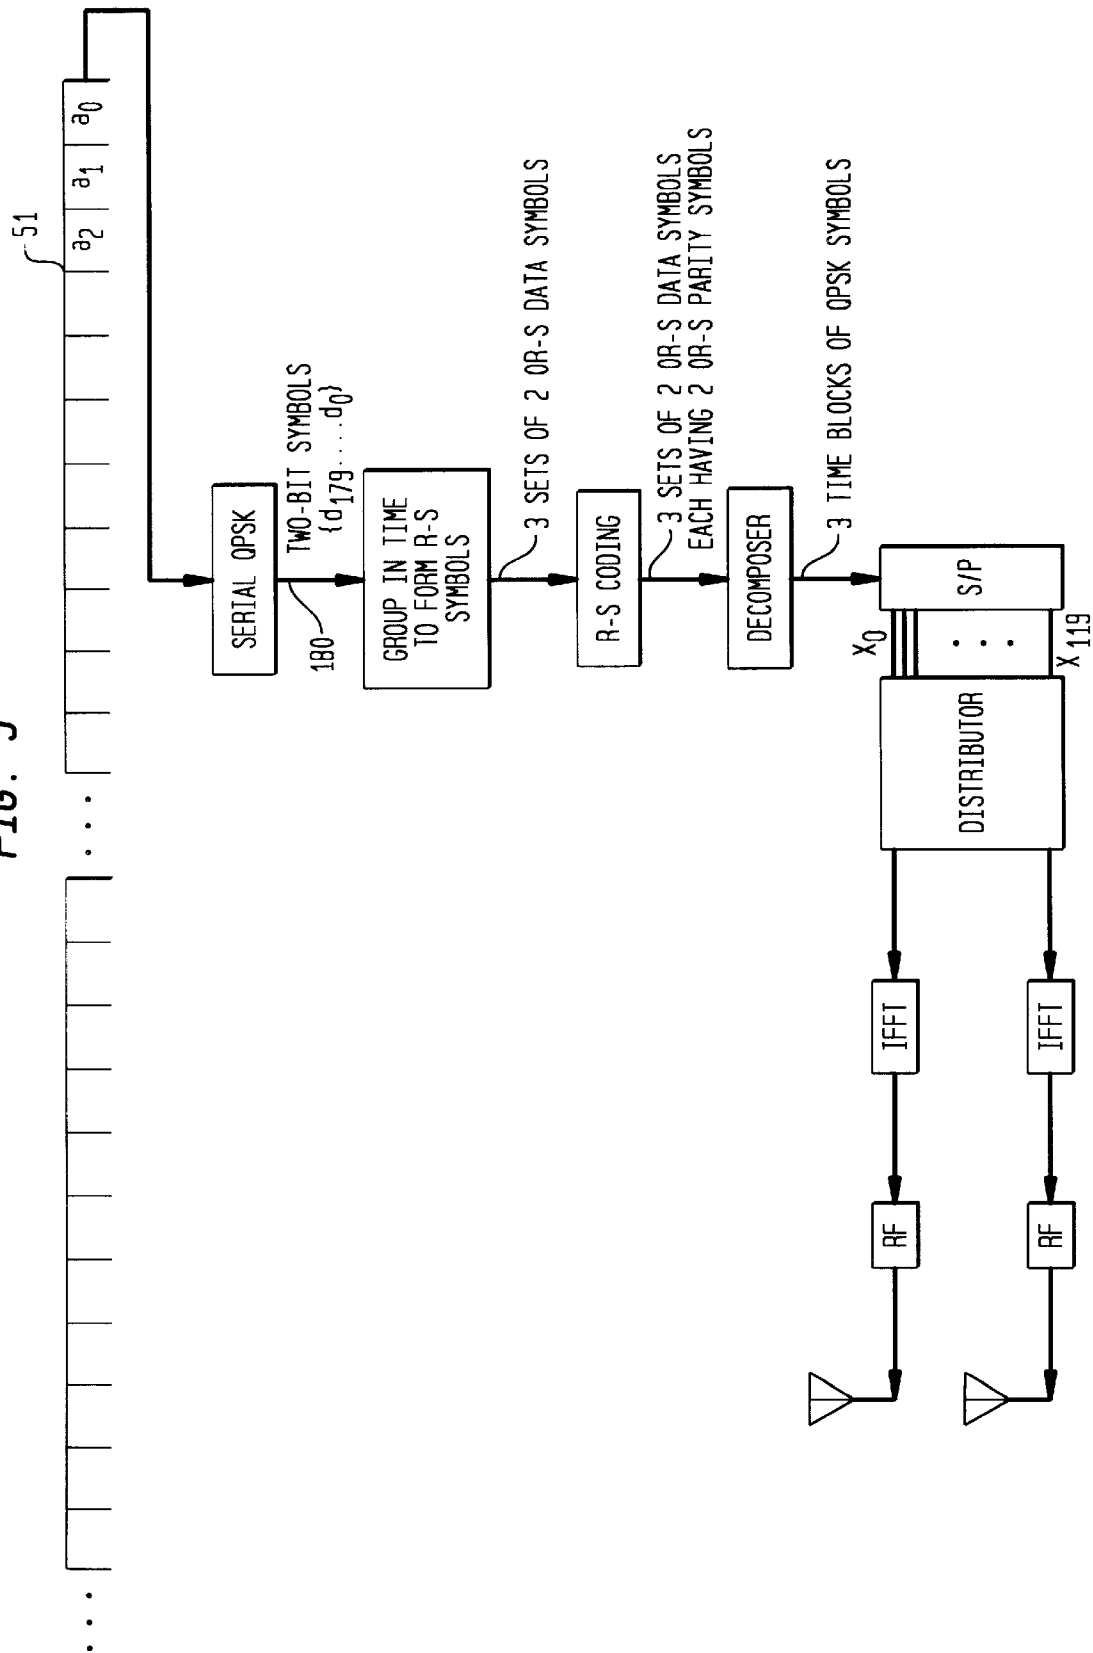 FIG. 5
51
a2 a1 a0
SERIAL QPSK
TWO-BIT SYMBOLS
{d179....d0}
180
GROUP IN TIME
TO FORM R-S
SYMBOLS
3 SETS OF 2 OR-S DATA SYMBOLS
R-S CODING
3 SETS OF 2 OR-S DATA SYMBOLS
EACH HAVING 2 OR-S PARITY SYMBOLS
DECOMPOSER
3 TIME BLOCKS OF QPSK SYMBOLS
S/P
X0
X119
DISTRIBUTOR
IFFT
IFFT
RF
RF